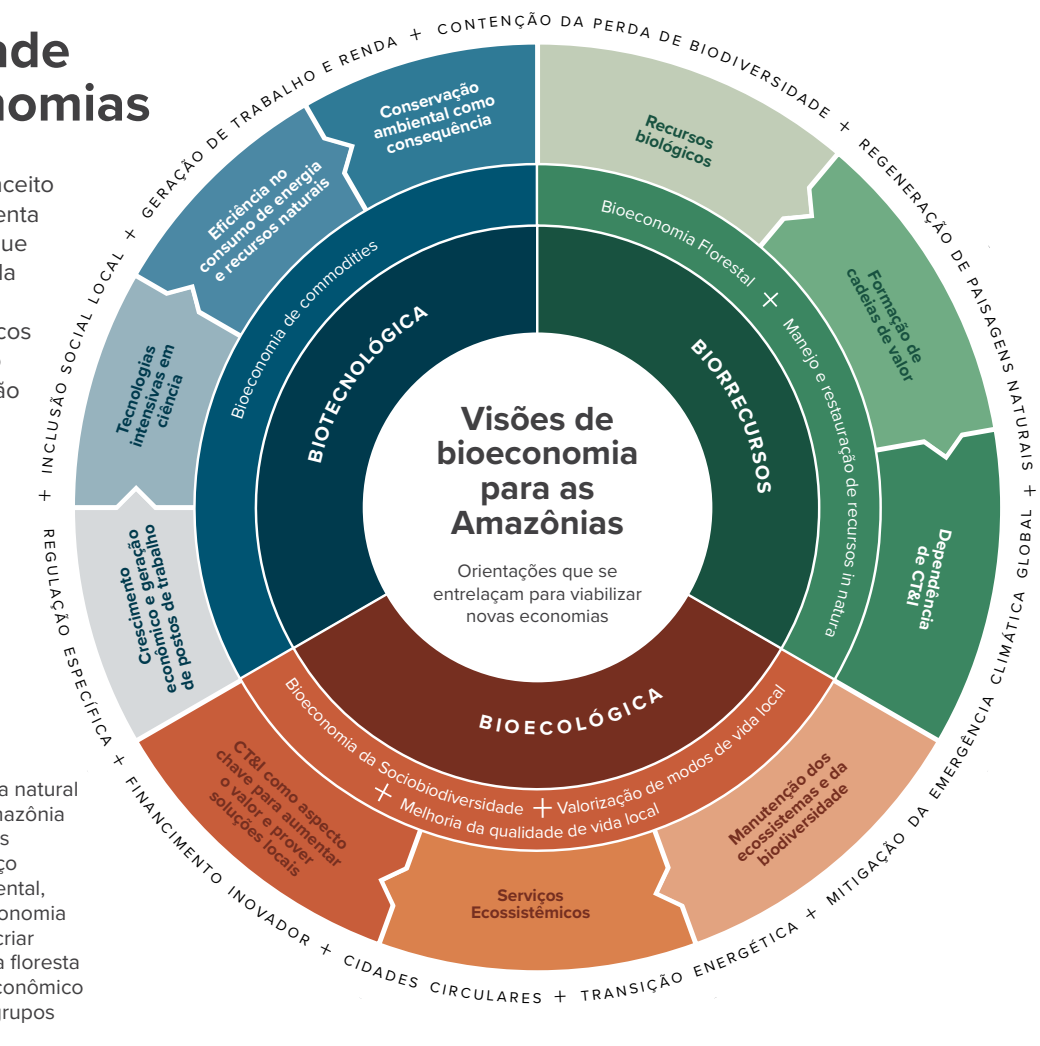 ade
nomias
ceito
enta
ue
da
cos
ão
a natural
mazônia
s
ço
ental,
onomia
criar
a floresta
conômico
grupos
Visões de
bioeconomia
para as
Amazônias
Orientações que se
entrelaçam para viabilizar
novas economias
BIOTECNOLÓGICA
Bioeconomia de commodities
Crescimento
econômico e geração
de postos de trabalho
Tecnologias
intensivas em
ciência
Eficiência no
consumo de energia
e recursos naturais
Conservação
ambiental como
consequência
BIORRECURSOS
Bioeconomia Florestal + Manejo e restauração de recursos in natura
Recursos
biológicos
Formação de
cadeias de valor
Dependência
de CT&I
BIOECOLÓGICA
Bioeconomia da Sociobiodiversidade + Valorização de modos de vida local
+ Melhoria da qualidade de vida local
Manutenção dos
ecossistemas e da
biodiversidade
Serviços
Ecossistêmicos
CT&I como aspecto
chave para aumentar
o valor e prover
soluções locais
+ INCLUSÃO SOCIAL LOCAL + GERAÇÃO DE TRABALHO E RENDA + CONTENÇÃO DA PERDA DE BIODIVERSIDADE + REGENERAÇÃO DE PAISAGENS NATURAIS +
REGULAÇÃO ESPECÍFICA + FINANCIMENTO INOVADOR + CIDADES CIRCULARES + TRANSIÇÃO ENERGÉTICA + MITIGAÇÃO DA EMERGÊNCIA CLIMÁTICA GLOBAL